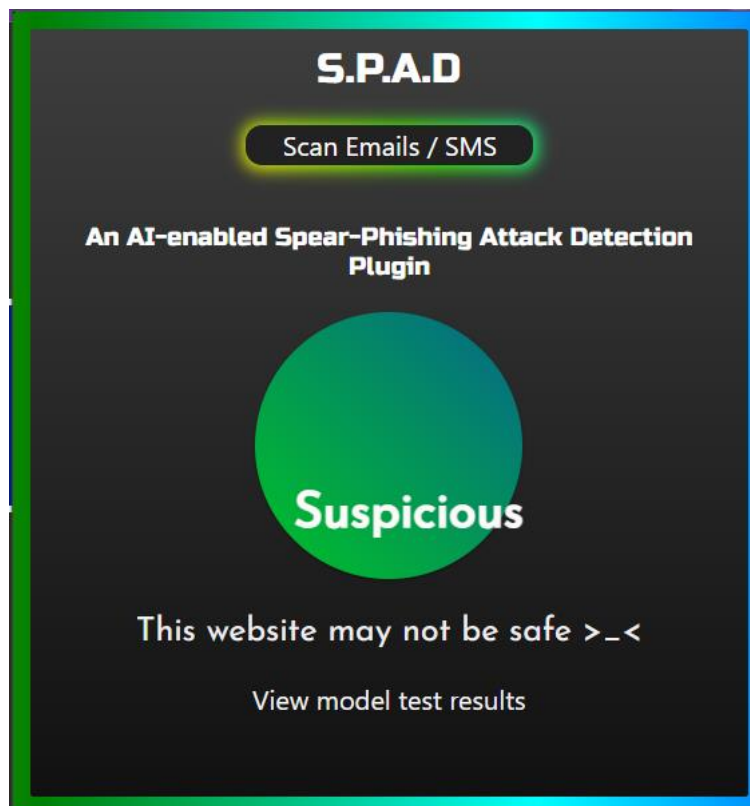 S.P.A.D
Scan Emails / SMS
An AI-enabled Spear-Phishing Attack Detection
Plugin
Suspicious
This website may not be safe >_<
View model test results